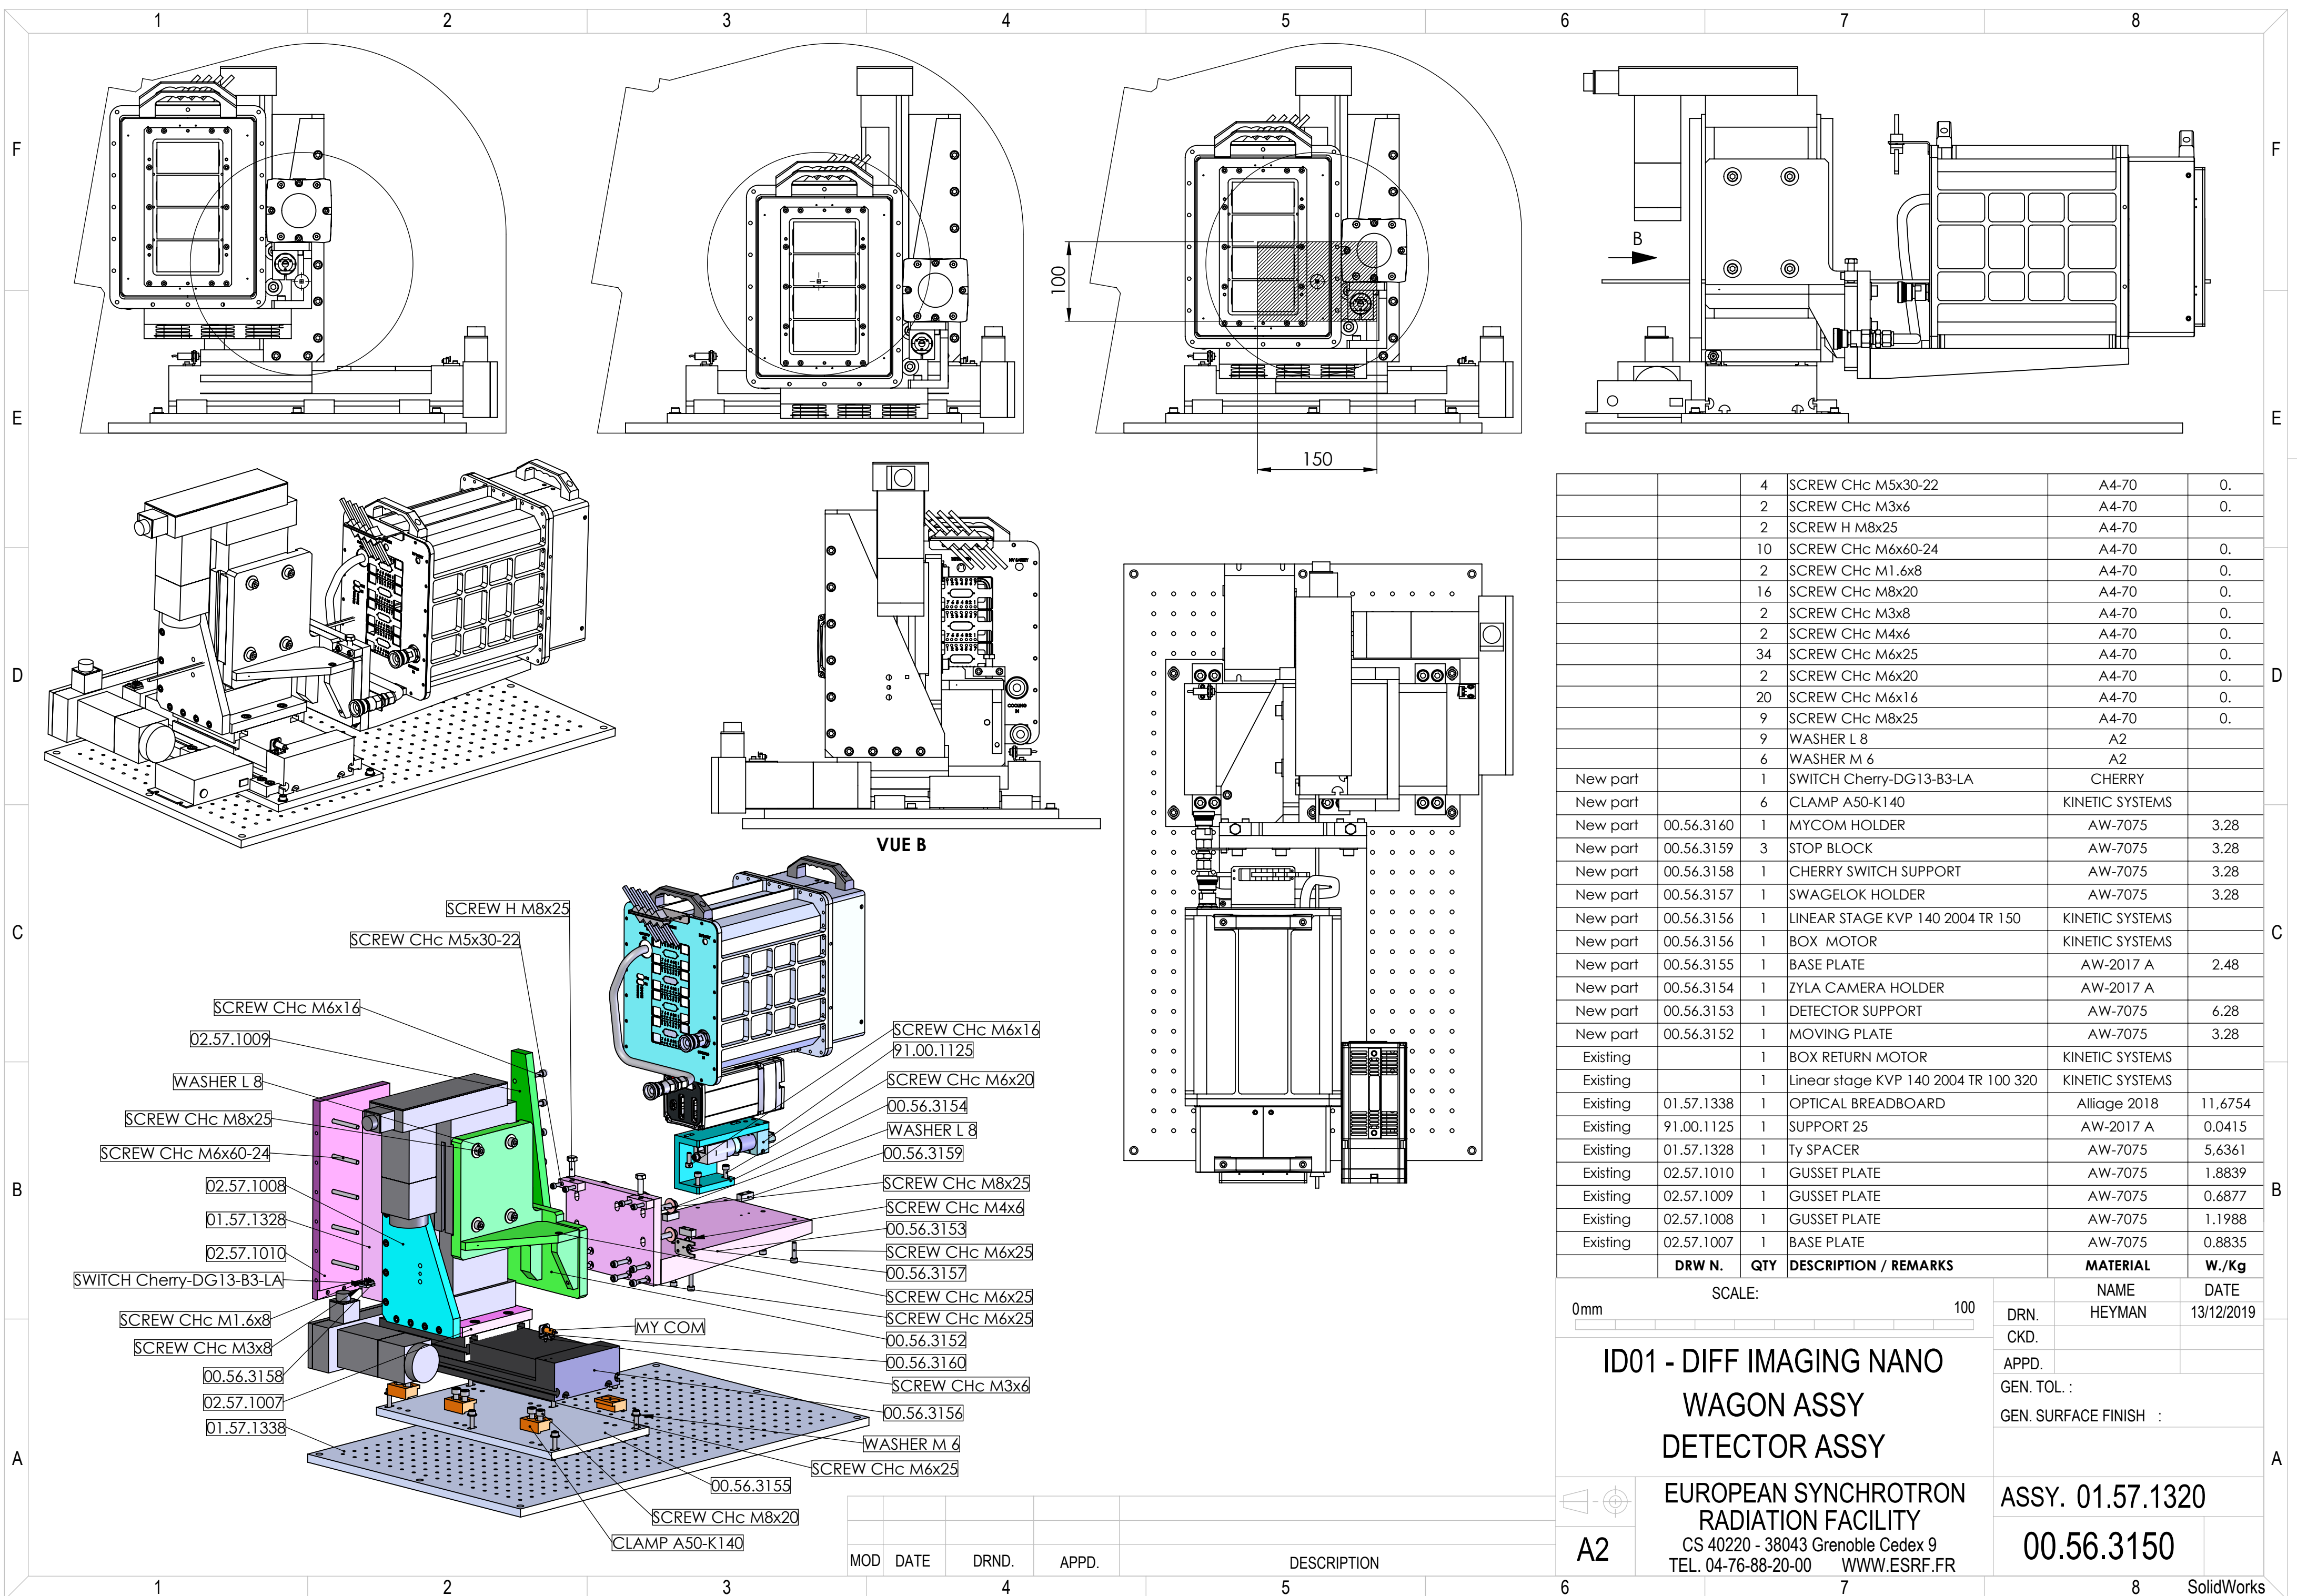 1 2 3 4 5 6 7 8
F F
E E
D D
C C
B B
A A
100
150
B
VUE B
4 SCREW CHc M5x30-22 A4-70 0.
2 SCREW CHc M3x6 A4-70 0.
2 SCREW H M8x25 A4-70
10 SCREW CHc M6x60-24 A4-70 0.
2 SCREW CHc M1.6x8 A4-70 0.
16 SCREW CHc M8x20 A4-70 0.
2 SCREW CHc M3x8 A4-70 0.
2 SCREW CHc M4x6 A4-70 0.
34 SCREW CHc M6x25 A4-70 0.
2 SCREW CHc M6x20 A4-70 0.
20 SCREW CHc M6x16 A4-70 0.
9 SCREW CHc M8x25 A4-70 0.
9 WASHER L 8 A2
6 WASHER M 6 A2
New part 1 SWITCH Cherry-DG13-B3-LA CHERRY
New part 6 CLAMP A50-K140 KINETIC SYSTEMS
New part 00.56.3160 1 MYCOM HOLDER AW-7075 3.28
New part 00.56.3159 3 STOP BLOCK AW-7075 3.28
New part 00.56.3158 1 CHERRY SWITCH SUPPORT AW-7075 3.28
New part 00.56.3157 1 SWAGELOK HOLDER AW-7075 3.28
New part 00.56.3156 1 LINEAR STAGE KVP 140 2004 TR 150 KINETIC SYSTEMS
New part 00.56.3156 1 BOX MOTOR KINETIC SYSTEMS
New part 00.56.3155 1 BASE PLATE AW-2017 A 2.48
New part 00.56.3154 1 ZYLA CAMERA HOLDER AW-2017 A
New part 00.56.3153 1 DETECTOR SUPPORT AW-7075 6.28
New part 00.56.3152 1 MOVING PLATE AW-7075 3.28
Existing 1 BOX RETURN MOTOR KINETIC SYSTEMS
Existing 1 Linear stage KVP 140 2004 TR 100 320 KINETIC SYSTEMS
Existing 01.57.1338 1 OPTICAL BREADBOARD Alliage 2018 11,6754
Existing 91.00.1125 1 SUPPORT 25 AW-2017 A 0.0415
Existing 01.57.1328 1 Ty SPACER AW-7075 5,6361
Existing 02.57.1010 1 GUSSET PLATE AW-7075 1.8839
Existing 02.57.1009 1 GUSSET PLATE AW-7075 0.6877
Existing 02.57.1008 1 GUSSET PLATE AW-7075 1.1988
Existing 02.57.1007 1 BASE PLATE AW-7075 0.8835
DRW N. QTY DESCRIPTION / REMARKS MATERIAL W./Kg
SCREW H M8x25
SCREW CHc M5x30-22
SCREW CHc M6x16
02.57.1009
WASHER L 8
SCREW CHc M8x25
SCREW CHc M6x60-24
02.57.1008
01.57.1328
02.57.1010
SWITCH Cherry-DG13-B3-LA
SCREW CHc M1.6x8
SCREW CHc M3x8
00.56.3158
02.57.1007
01.57.1338
SCREW CHc M6x16
91.00.1125
SCREW CHc M6x20
00.56.3154
WASHER L 8
00.56.3159
SCREW CHc M8x25
SCREW CHc M4x6
00.56.3153
SCREW CHc M6x25
00.56.3157
SCREW CHc M6x25
SCREW CHc M6x25
00.56.3152
MY COM
00.56.3160
SCREW CHc M3x6
00.56.3156
WASHER M 6
SCREW CHc M6x25
00.56.3155
SCREW CHc M8x20
CLAMP A50-K140
SCALE:
0mm 100
NAME DATE
DRN. HEYMAN 13/12/2019
CKD.
APPD.
GEN. TOL. :
GEN. SURFACE FINISH :
ID01 - DIFF IMAGING NANO
WAGON ASSY
DETECTOR ASSY
A2
EUROPEAN SYNCHROTRON
RADIATION FACILITY
CS 40220 - 38043 Grenoble Cedex 9
TEL. 04-76-88-20-00 WWW.ESRF.FR
ASSY. 01.57.1320
00.56.3150
MOD DATE DRND. APPD. DESCRIPTION
1 2 3 4 5 6 7 8
SolidWorks